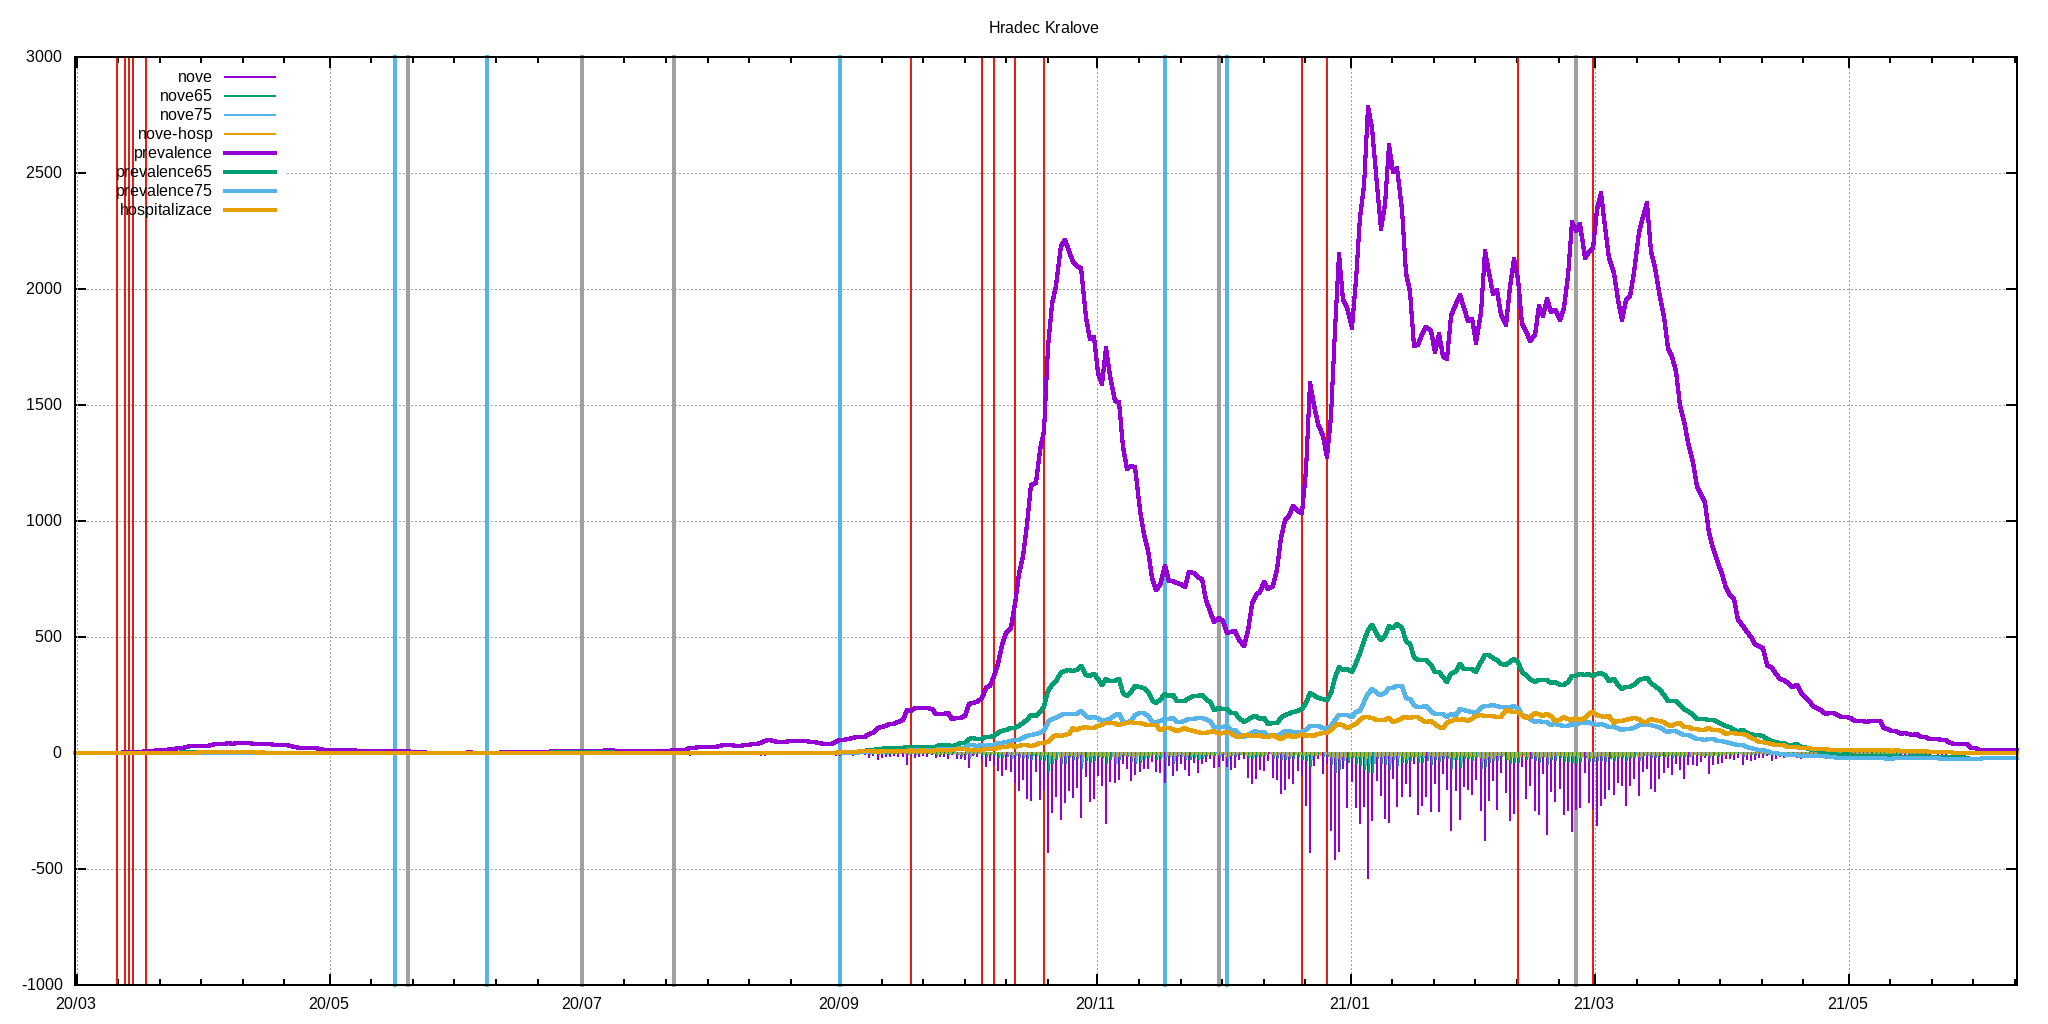 Hradec Kralove
3000
2500
2000
1500
1000
500
0
-500
-1000
nove
nove65
nove75
nove-hosp
prevalence
prevalence65
prevalence75
hospitalizace
20/03
20/05
20/07
20/09
20/11
21/01
21/03
21/05